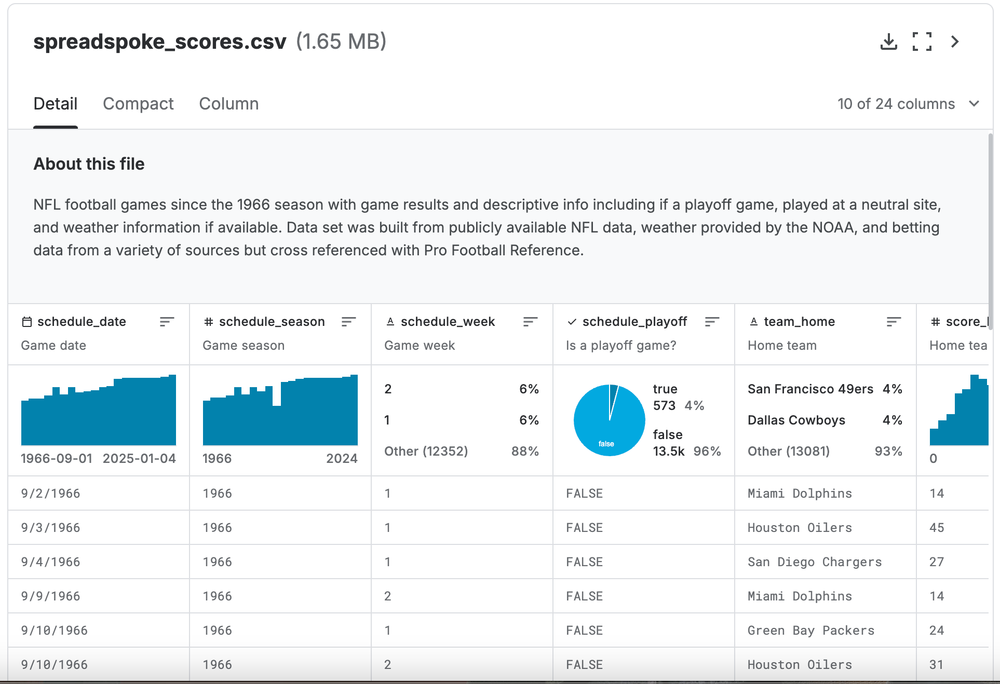 spreadspoke_scores.csv (1.65 MB)
Detail Compact Column 10 of 24 columns
About this file
NFL football games since the 1966 season with game results and descriptive info including if a playoff game, played at a neutral site,
and weather information if available. Data set was built from publicly available NFL data, weather provided by the NOAA, and betting
data from a variety of sources but cross referenced with Pro Football Reference.
schedule_date # schedule_season A schedule_week schedule_playoff A team_home # score_
Game date Game season Game week Is a playoff game? Home team Home tea
2 6% true San Francisco 49ers 4%
573 4%
1 6% Dallas Cowboys 4%
false
false
Other (12352) 88% 13.5k 96% Other (13081) 93%
1966-09-01 2025-01-04 1966 2024 0
9/2/1966 1966 1 FALSE Miami Dolphins 14
9/3/1966 1966 1 FALSE Houston Oilers 45
9/4/1966 1966 1 FALSE San Diego Chargers 27
9/9/1966 1966 2 FALSE Miami Dolphins 14
9/10/1966 1966 1 FALSE Green Bay Packers 24
9/10/1966 1966 2 FALSE Houston Oilers 31